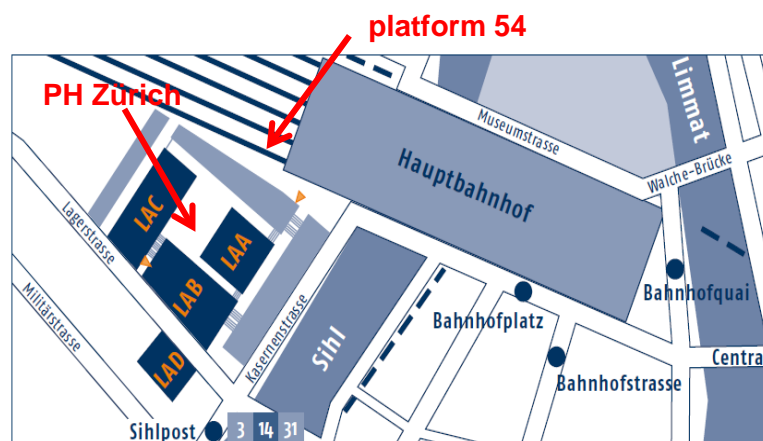 platform 54
PH Zürich
Limmat
Museumstrasse
Hauptbahnhof
Walche-Brücke
Lagerstrasse
LAC
LAA
LAB
Militärstrasse
LAD
Kasernenstrasse
Sihl
Bahnhofquai
Bahnhofplatz
Centra
Bahnhofstrasse
Sihlpost
3 14 31